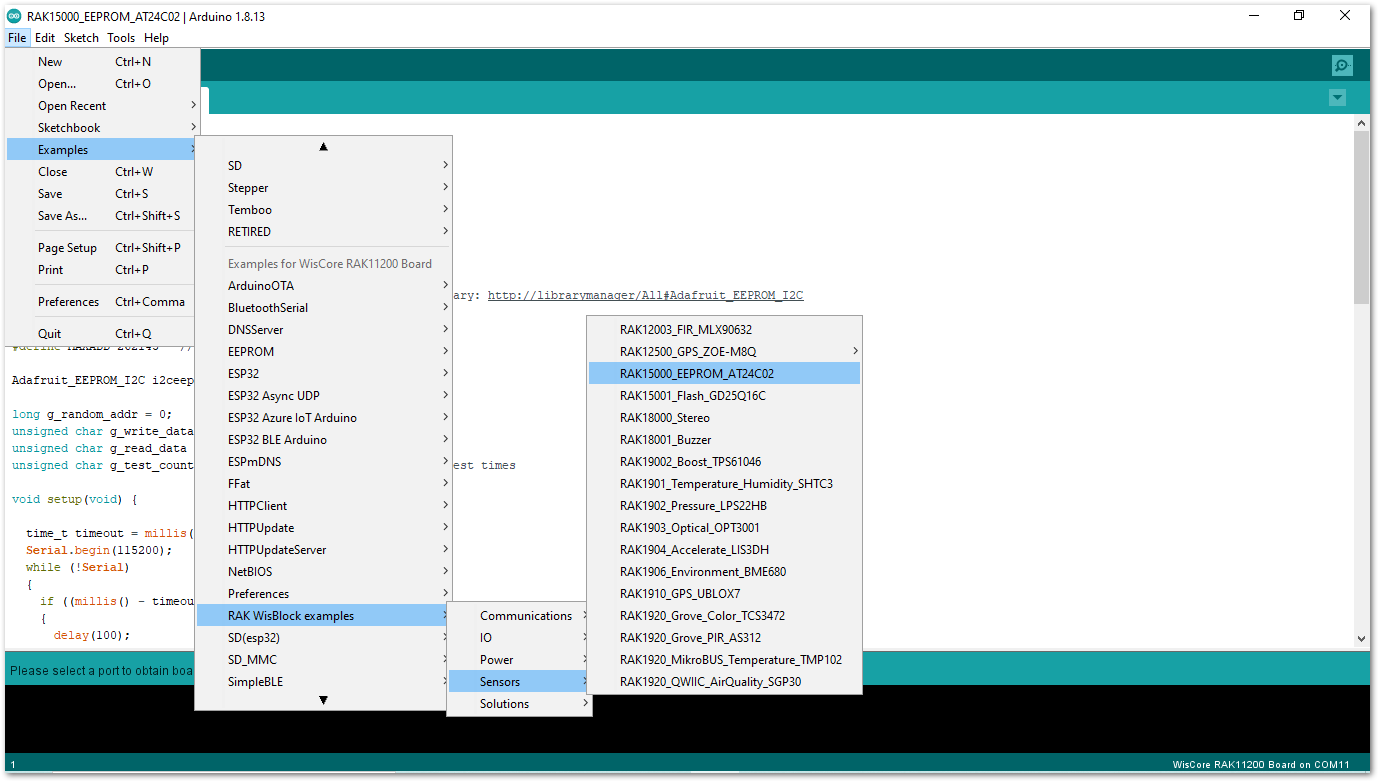 RAK15000_EEPROM_AT24C02 | Arduino 1.8.13
File Edit Sketch Tools Help
New Ctrl+N
Open... Ctrl+O
Open Recent
Sketchbook
Examples
Close Ctrl+W
Save Ctrl+S
Save As... Ctrl+Shift+S
Page Setup Ctrl+Shift+P
Print Ctrl+P
Preferences Ctrl+Comma
Quit Ctrl+Q
SD
Stepper
Temboo
RETIRED
Examples for WisCore RAK11200 Board
ArduinoOTA
BluetoothSerial
DNSServer
EEPROM
ESP32
ESP32 Async UDP
ESP32 Azure IoT Arduino
ESP32 BLE Arduino
ESPmDNS
FFat
HTTPClient
HTTPUpdate
HTTPUpdateServer
NetBIOS
Preferences
RAK WisBlock examples
SD(esp32)
SD_MMC
SimpleBLE
Communications
IO
Power
Sensors
Solutions
RAK12003_FIR_MLX90632
RAK12500_GPS_ZOE-M8Q
RAK15000_EEPROM_AT24C02
RAK15001_Flash_GD25Q16C
RAK18000_Stereo
RAK18001_Buzzer
RAK19002_Boost_TPS61046
RAK1901_Temperature_Humidity_SHTC3
RAK1902_Pressure_LPS22HB
RAK1903_Optical_OPT3001
RAK1904_Accelerate_LIS3DH
RAK1906_Environment_BME680
RAK1910_GPS_UBLOX7
RAK1920_Grove_Color_TCS3472
RAK1920_Grove_PIR_AS312
RAK1920_MikroBUS_Temperature_TMP102
RAK1920_QWIIC_AirQuality_SGP30
ary: http://librarymanager/All#Adafruit_EEPROM_I2C
Adafruit_EEPROM_I2C i2ceep
long g_random_addr = 0;
unsigned char g_write_data
unsigned char g_read_data
unsigned char g_test_count est times
void setup(void) {
time_t timeout = millis(
Serial.begin(115200);
while (!Serial)
{
if ((millis() - timeou
{
delay(100);
Please select a port to obtain boa
1 WisCore RAK11200 Board on COM11